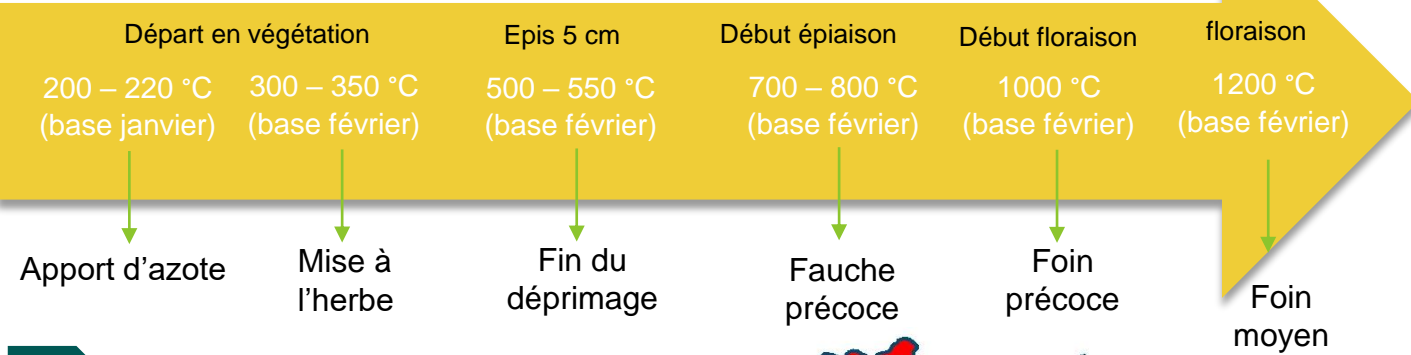 Départ en végétation
Epis 5 cm
Début épiaison
Début floraison
floraison
200 – 220 °C
(base janvier)
300 – 350 °C
(base février)
500 – 550 °C
(base février)
700 – 800 °C
(base février)
1000 °C
(base février)
1200 °C
(base février)
Apport d'azote
Mise à
l'herbe
Fin du
déprimage
Fauche
précoce
Foin
précoce
Foin
moyen